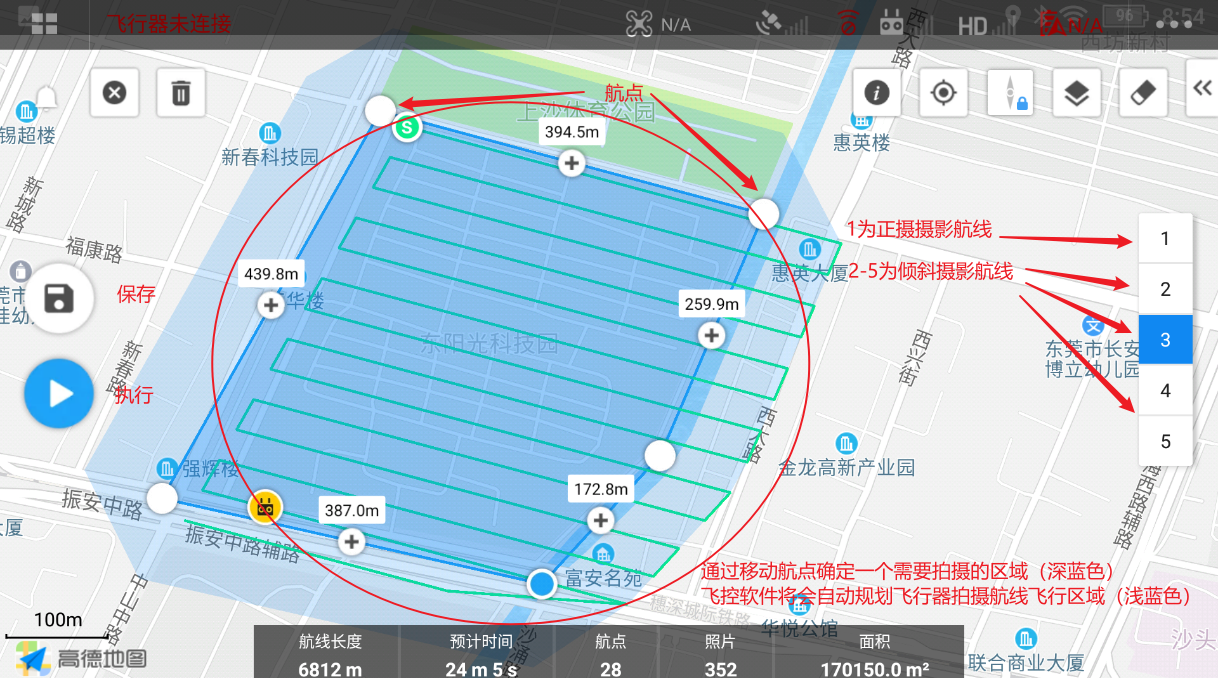 飞行器未连接
N/A
HD
N/A
96
8:54
西大路
西坊新村
航点
上沙体育公园
锡超楼
新春科技园
394.5m
S
惠英楼
新城路
福康路
1为正摄摄影航线
1
惠英大厦
2-5为倾斜摄影航线
439.8m
259.9m
2
保存
华楼
3
东阳光科技园
东莞市长安
博立幼儿园
西兴街
新春路
执行
4
西大路
5
强辉楼
金龙高新产业园
振安中路
172.8m
387.0m
振安中路辅路
海西路辅路
富安名苑
通过移动航点确定一个需要拍摄的区域（深蓝色）
飞控软件将会自动规划飞行器拍摄航线飞行区域（浅蓝色）
中山一路
穗深城际铁路
华悦公馆
100m
高德地图
航线长度
预计时间
航点
照片
面积
6812 m
24 m 5 s
28
352
170150.0 m²
联合商业大厦
沙头